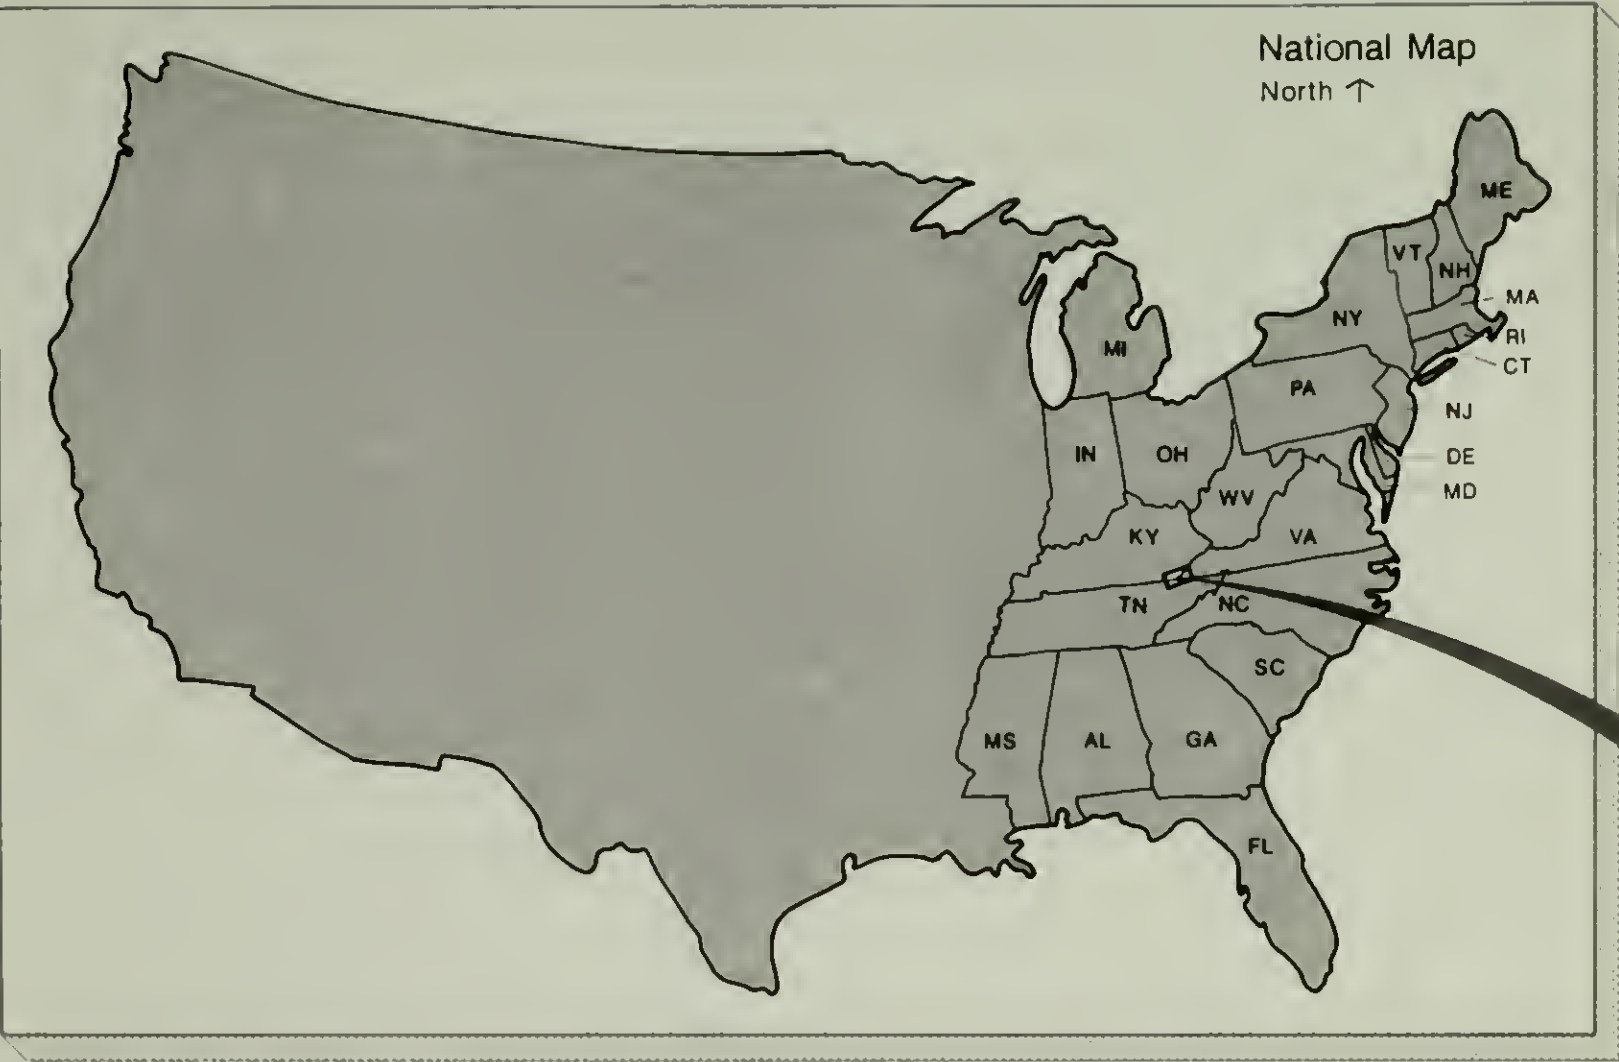 National Map
North ↑
ME
VT
NH
MA
NY
RI
MI
CT
PA
NJ
IN
OH
DE
MD
WV
KY
VA
TN
NC
SC
MS
AL
GA
FL